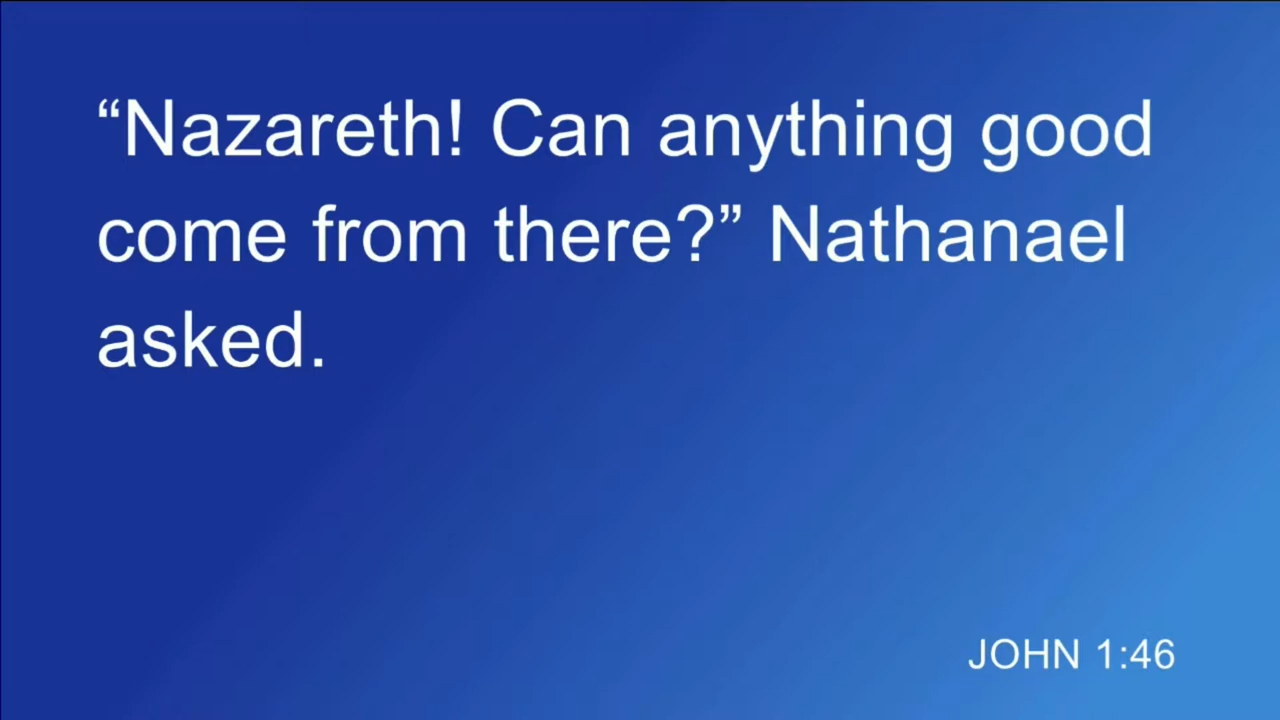 “Nazareth! Can anything good
come from there?” Nathanael
asked.
JOHN 1:46